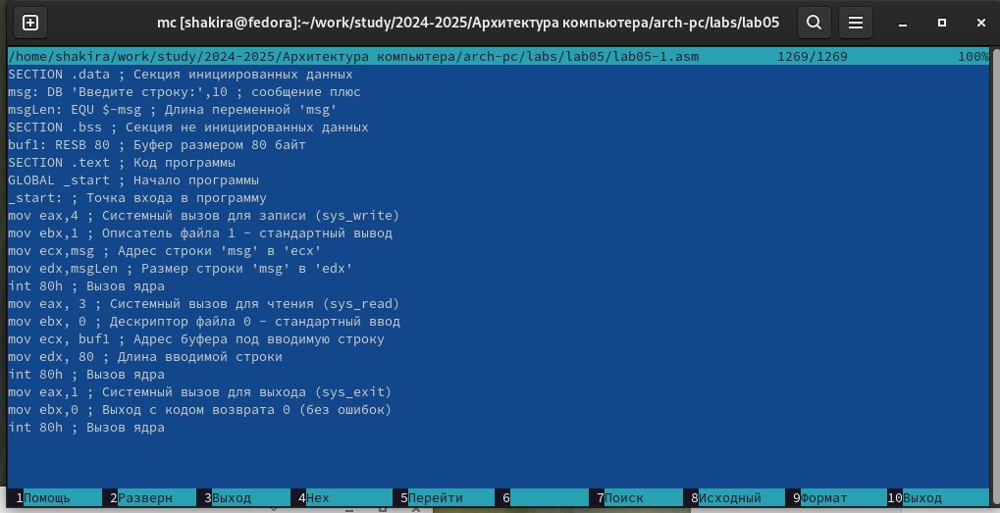 mc [shakira@fedora]:~/work/study/2024-2025/Архитектура компьютера/arch-pc/labs/lab05
/home/shakira/work/study/2024-2025/Архитектура компьютера/arch-pc/labs/lab05/lab05-1.asm 1269/1269 100%
SECTION .data ; Секция инициированных данных
msg: DB 'Введите строку:',10 ; сообщение плюс
msgLen: EQU $-msg ; Длина переменной 'msg'
SECTION .bss ; Секция не инициированных данных
buf1: RESB 80 ; Буфер размером 80 байт
SECTION .text ; Код программы
GLOBAL _start ; Начало программы
_start: ; Точка входа в программу
mov eax,4 ; Системный вызов для записи (sys_write)
mov ebx,1 ; Описатель файла 1 - стандартный вывод
mov ecx,msg ; Адрес строки 'msg' в 'ecx'
mov edx,msgLen ; Размер строки 'msg' в 'edx'
int 80h ; Вызов ядра
mov eax, 3 ; Системный вызов для чтения (sys_read)
mov ebx, 0 ; Дескриптор файла 0 - стандартный ввод
mov ecx, buf1 ; Адрес буфера под вводимую строку
mov edx, 80 ; Длина вводимой строки
int 80h ; Вызов ядра
mov eax,1 ; Системный вызов для выхода (sys_exit)
mov ebx,0 ; Выход с кодом возврата 0 (без ошибок)
int 80h ; Вызов ядра
1Помощь 2Разверн 3Выход 4Hex 5Перейти 6 7Поиск 8Исходный 9Формат 10Выход